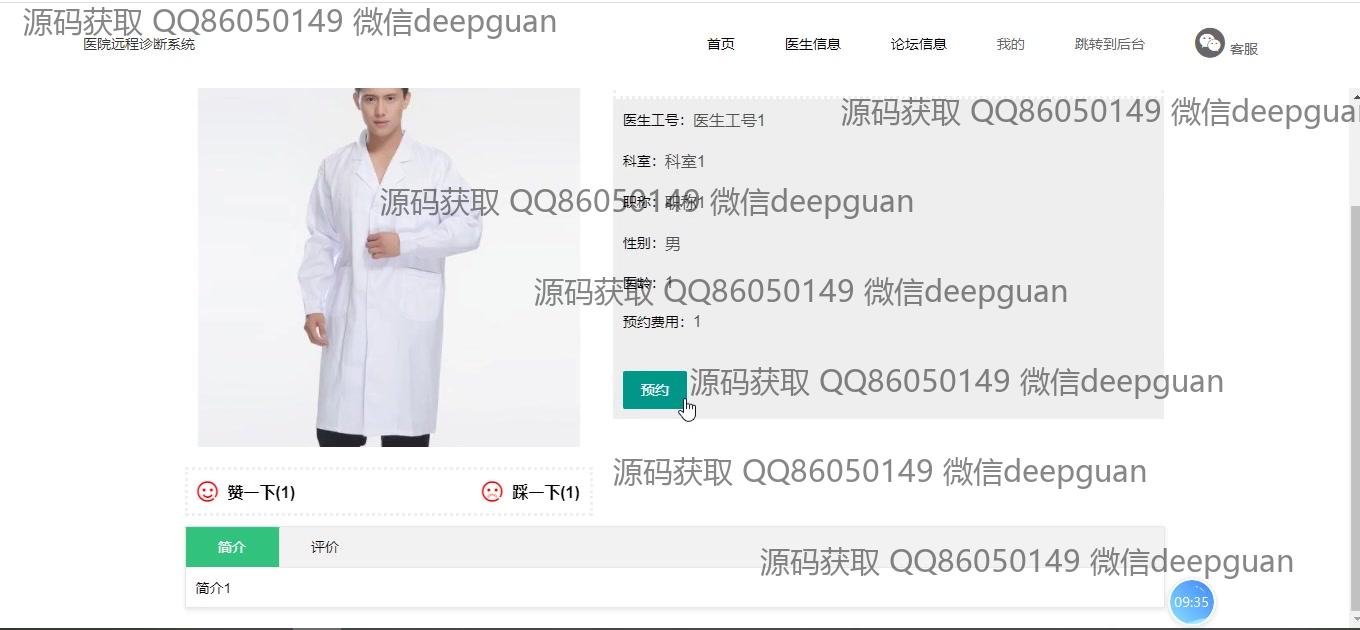 源码获取 QQ86050149 微信deepguan
医院远程诊断系统
首页 医生信息 论坛信息 我的 跳转到后台 客服
源码获取 QQ86050149 微信deepgua
医生工号：医生工号1
科室：科室1
源码获取 QQ86050149 微信deepguan
职称：职称1
性别：男
医龄：1
源码获取 QQ86050149 微信deepguan
预约费用：1
预约
源码获取 QQ86050149 微信deepguan
源码获取 QQ86050149 微信deepguan
赞一下(1) 踩一下(1)
简介 评价
源码获取 QQ86050149 微信deepguan
简介1
09:35